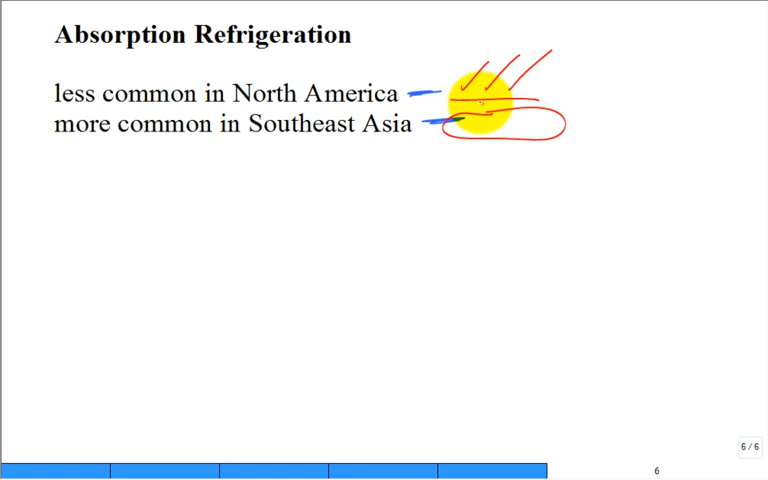 Absorption Refrigeration
less common in North America
more common in Southeast Asia
6/6
6